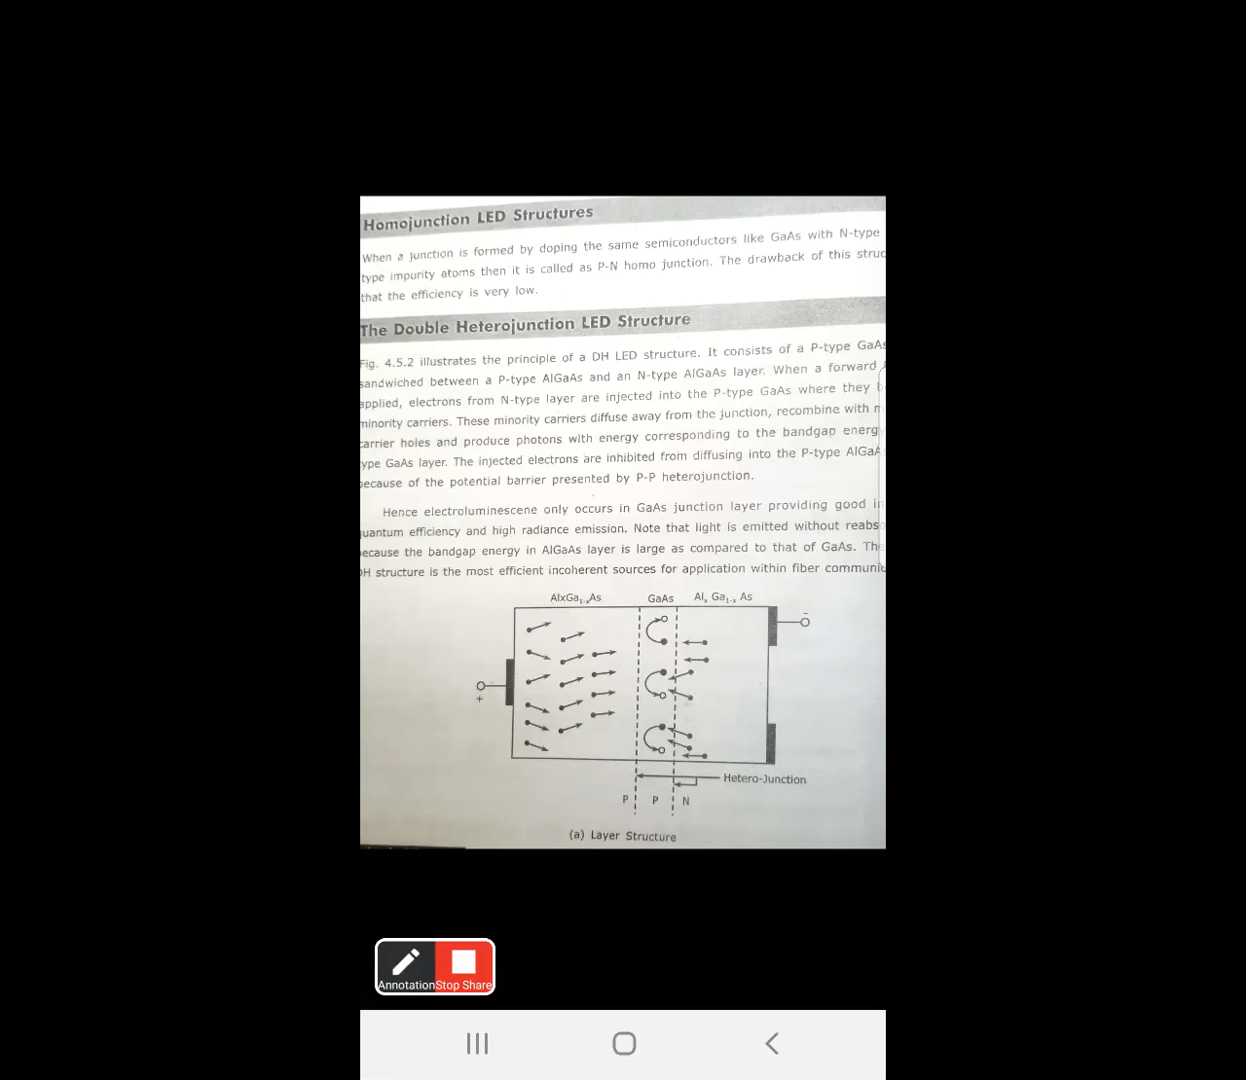 Homojunction LED Structures
When a junction is formed by doping the same semiconductors like GaAs with N-type
type impurity atoms then it is called as P-N homo junction. The drawback of this struc
that the efficiency is very low.
The Double Heterojunction LED Structure
Fig. 4.5.2 illustrates the principle of a DH LED structure. It consists of a P-type GaAs
sandwiched between a P-type AlGaAs and an N-type AlGaAs layer. When a forward
applied, electrons from N-type layer are injected into the P-type GaAs where they b
minority carriers. These minority carriers diffuse away from the junction, recombine with m
carrier holes and produce photons with energy corresponding to the bandgap energ
ype GaAs layer. The injected electrons are inhibited from diffusing into the P-type AlGaA
ecause of the potential barrier presented by P-P heterojunction.
Hence electroluminescene only occurs in GaAs junction layer providing good in
uantum efficiency and high radiance emission. Note that light is emitted without reabs
ecause the bandgap energy in AlGaAs layer is large as compared to that of GaAs. The
H structure is the most efficient incoherent sources for application within fiber communic
AlxGa1-xAs GaAs Alx Ga1-x As
-
+
Hetero-Junction
P P N
(a) Layer Structure
Annotation Stop Share